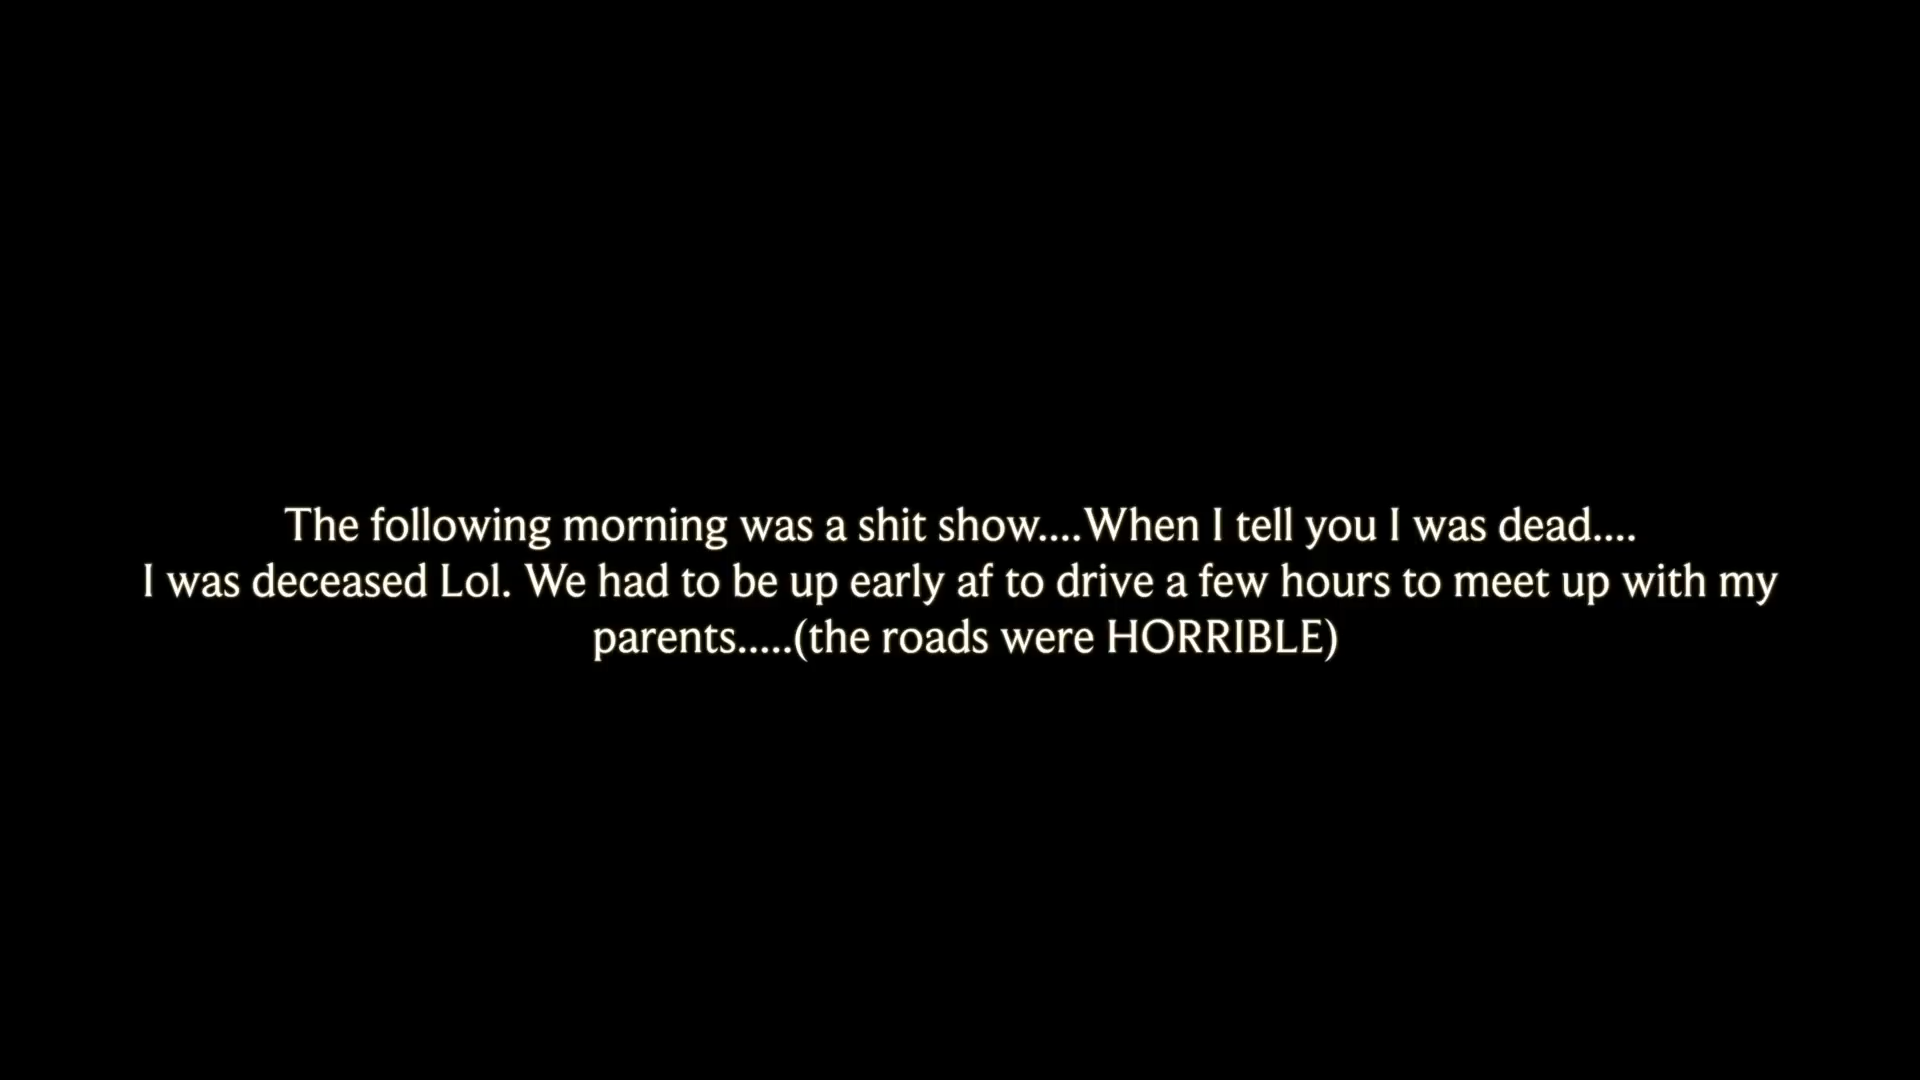 The following morning was a shit show....When I tell you I was dead....
I was deceased Lol. We had to be up early af to drive a few hours to meet up with my
parents.....(the roads were HORRIBLE)